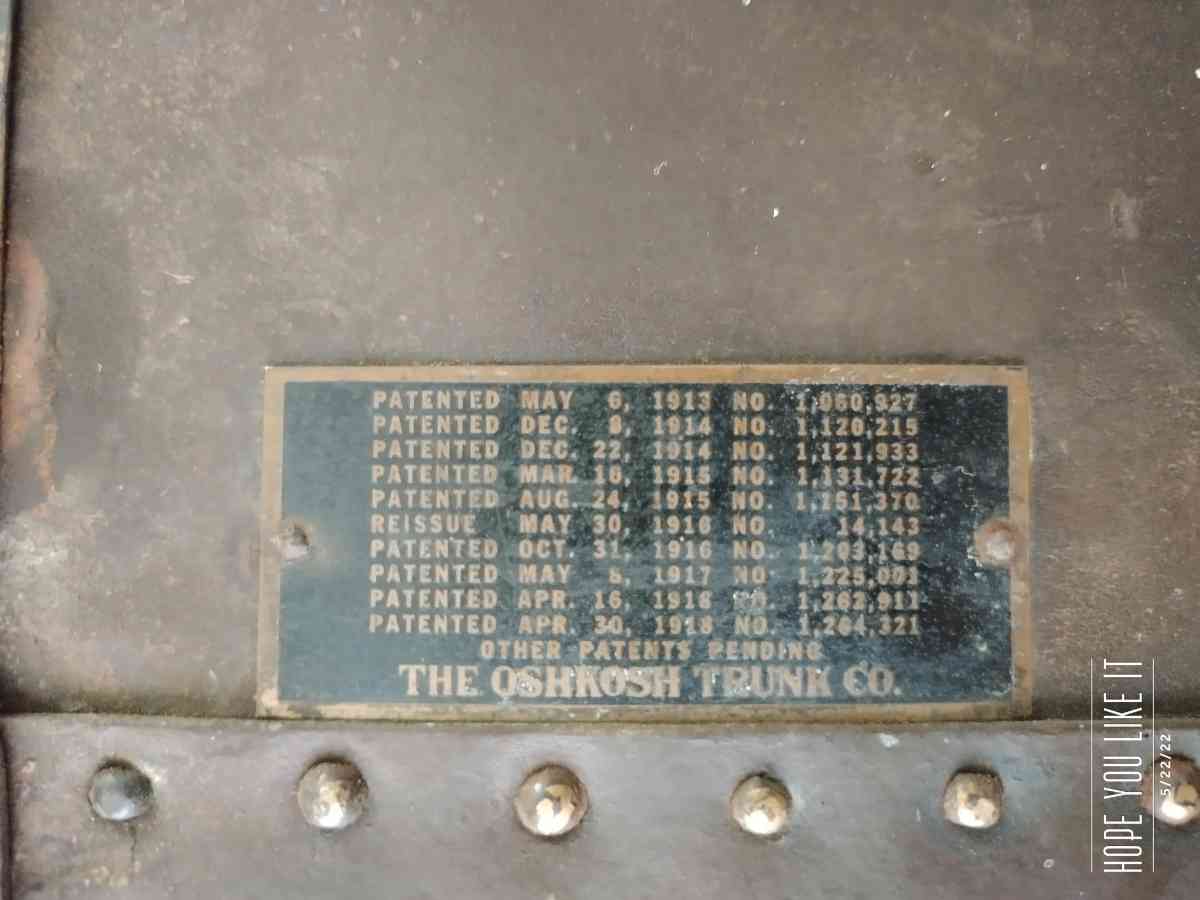 PATENTED MAY 6, 1913 NO. 1,060,927
PATENTED DEC. 8, 1914 NO. 1,120,215
PATENTED DEC. 22, 1914 NO. 1,121,933
PATENTED MAR. 1915 NO. 1,131,722
PATENTED AUG. 24, 1915 NO. 1,151,370
REISSUE MAY 30, 1916 NO. 14,143
PATENTED OCT. 31, 1916 NO. 1,203,169
PATENTED MAY 8, 1917 NO. 1,225,001
PATENTED APR. 16, 1918 NO. 1,262,911
PATENTED APR. 30, 1918 NO. 1,264,321
OTHER PATENTS PENDING
THE OSHKOSH TRUNK CO.
HOPE YOU LIKE IT
5/22/22